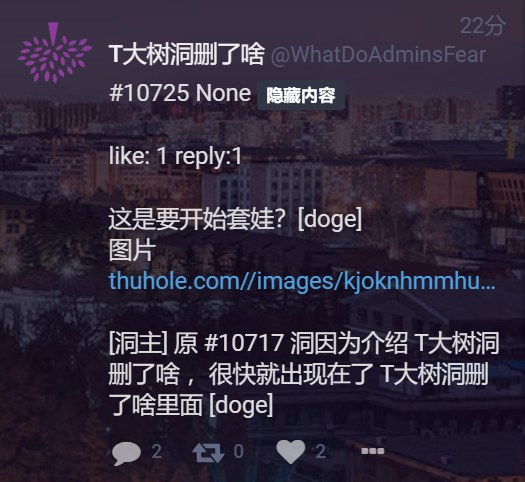 22分
T大树洞删了啥 @WhatDoAdminsFear
#10725 None 隐藏内容
like: 1 reply:1
这是要开始套娃？[doge]
图片
thuhole.com//images/kjoknhmmhu…
[洞主] 原 #10717 洞因为介绍 T大树洞
删了啥 ，很快就出现在了 T大树洞删
了啥里面 [doge]
2 0 2